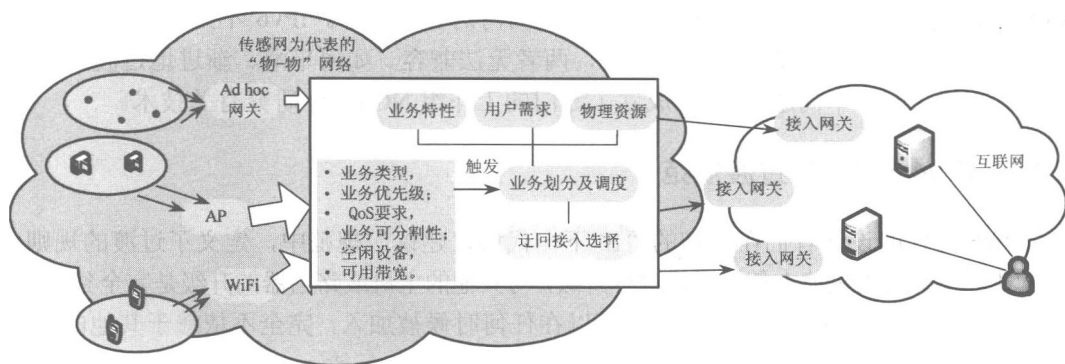 传感网为代表的
“物-物”网络
Ad hoc
网关
AP
WiFi
业务特性
用户需求
物理资源
• 业务类型,
• 业务优先级;
• QoS要求,
• 业务可分割性;
• 空闲设备,
• 可用带宽。
触发
业务划分及调度
迂回接入选择
接入网关
接入网关
接入网关
互联网